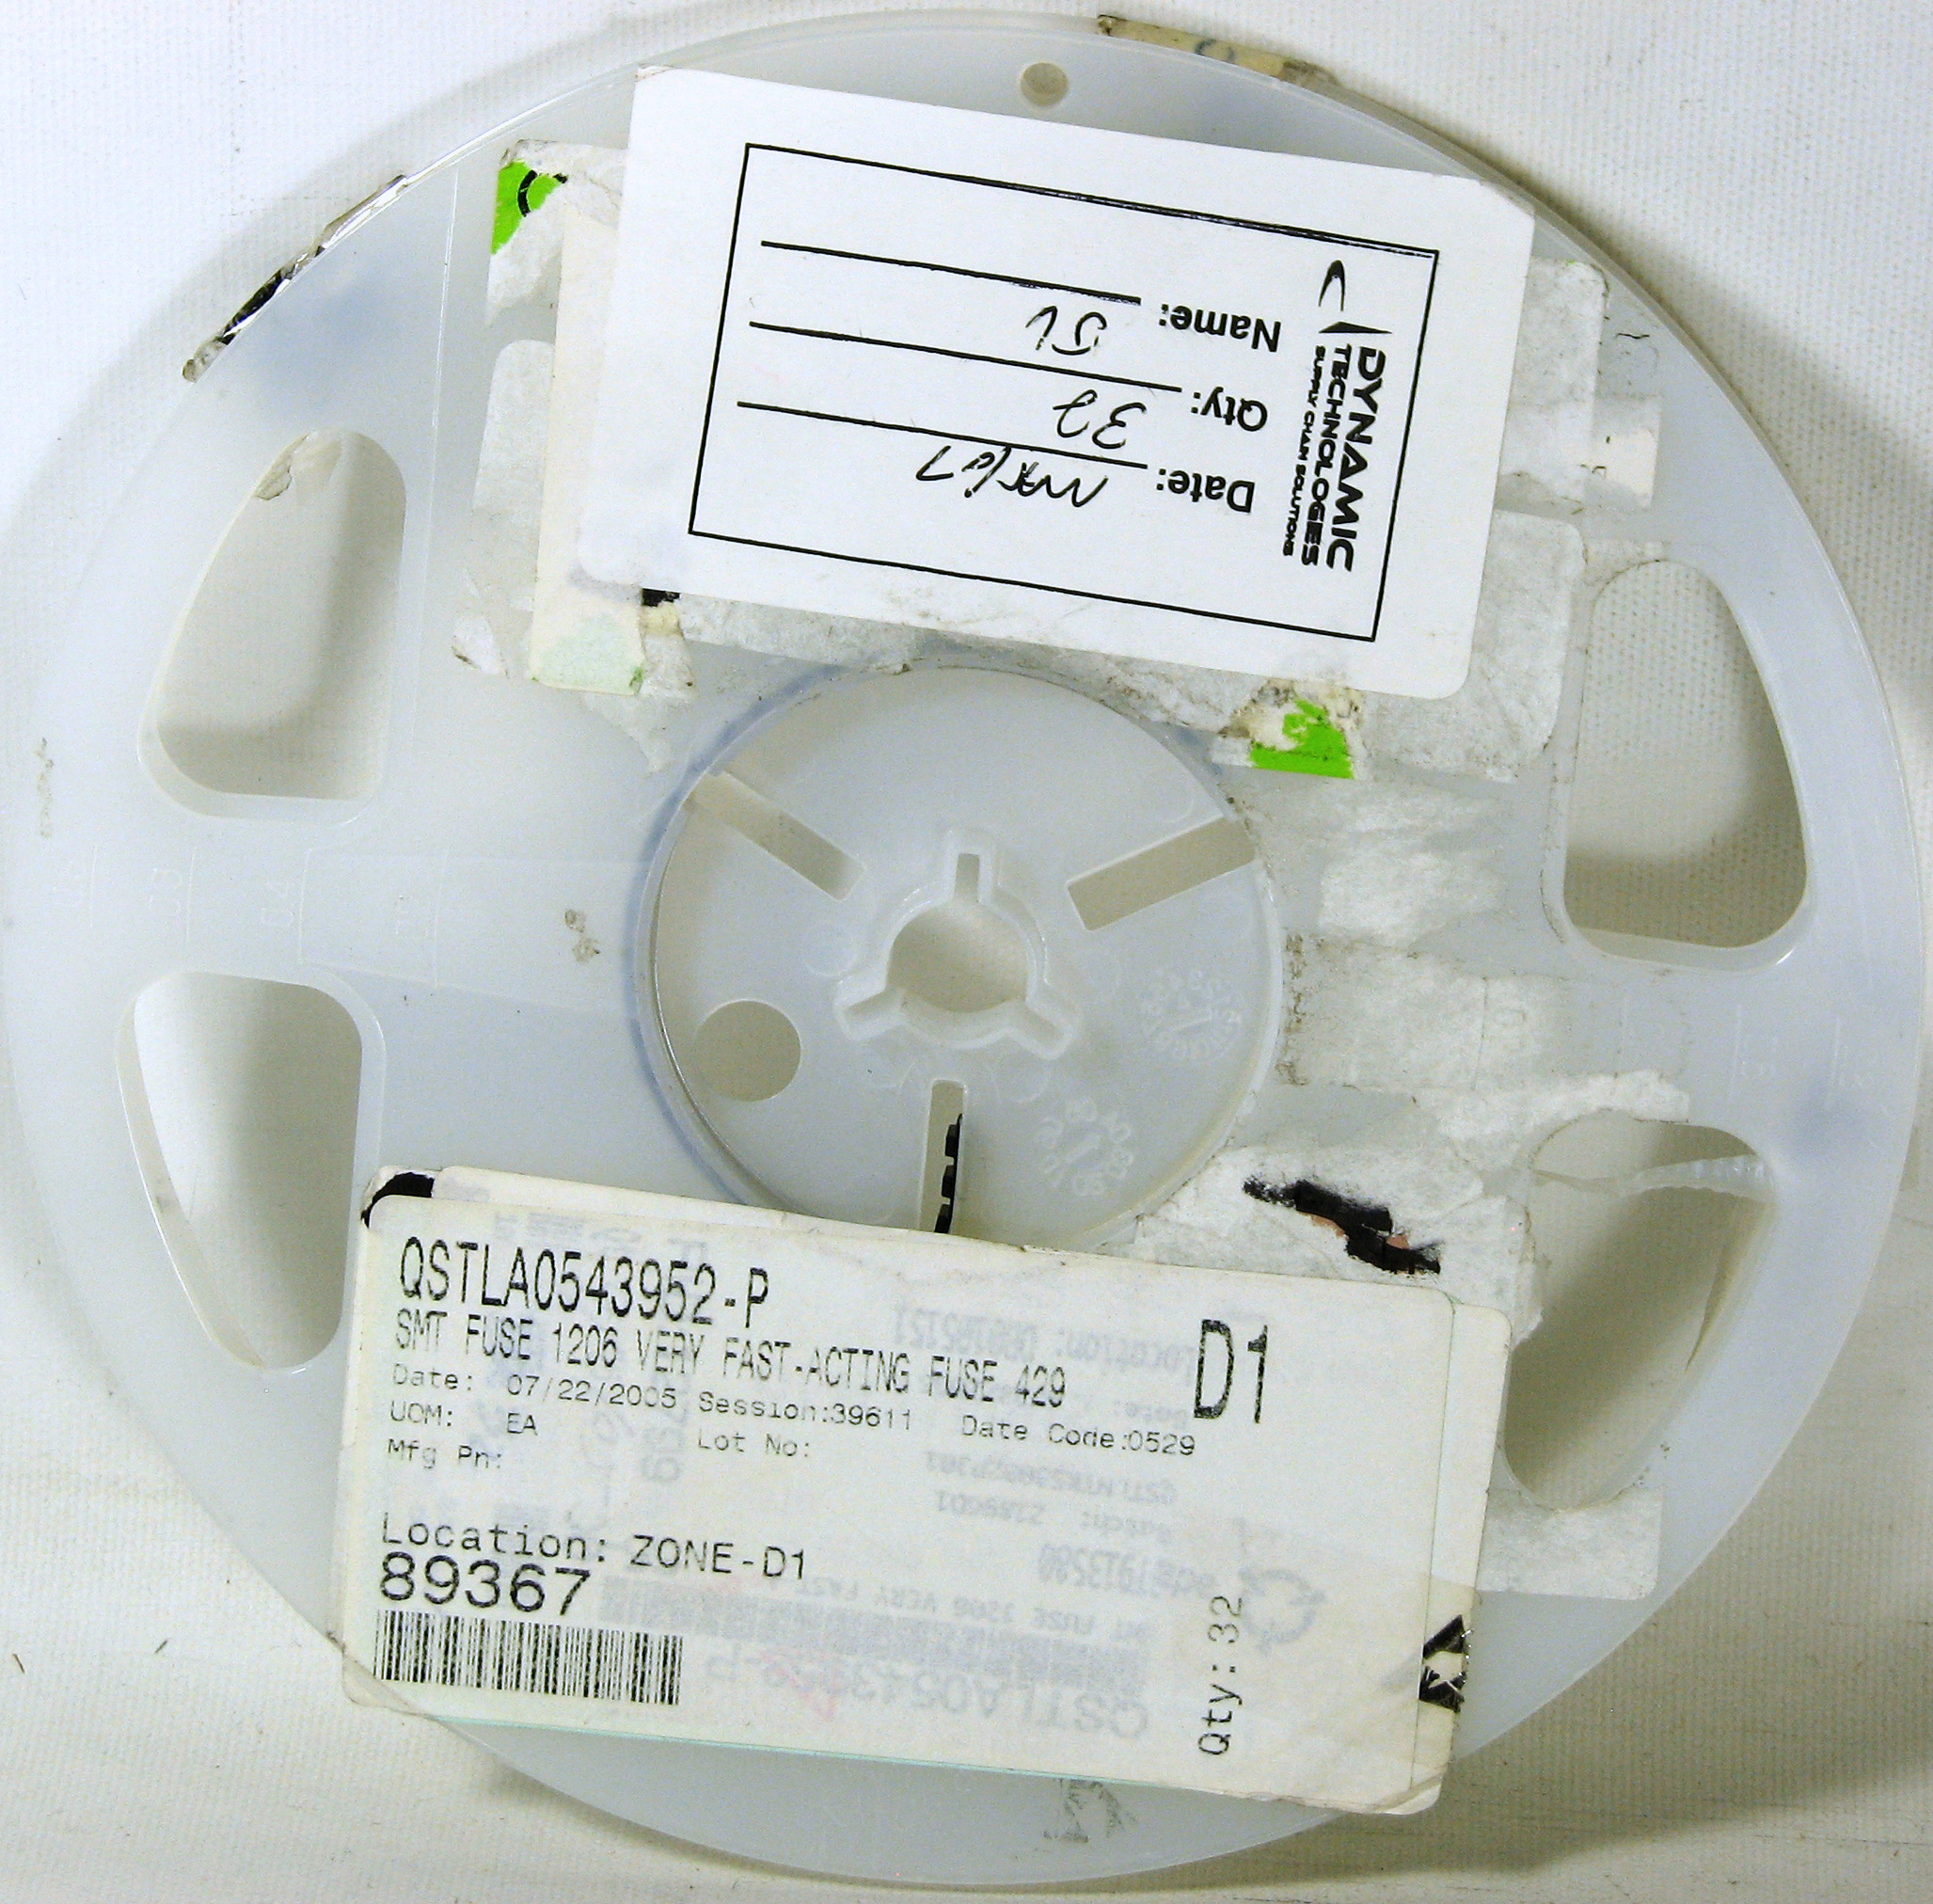 DYNAMIC
TECHNOLOGIES
SUPPLY CHAIN SOLUTIONS
Date:
Qty: 32
Name:
QSTLA0543952-P
D1
SMT FUSE 1206 VERY FAST-ACTING FUSE 429
Date: 07/22/2005 Session:39611 Date Code:0529
UOM: EA Lot No:
Mfg Pn:
Location: ZONE-D1
89367
Qty: 32